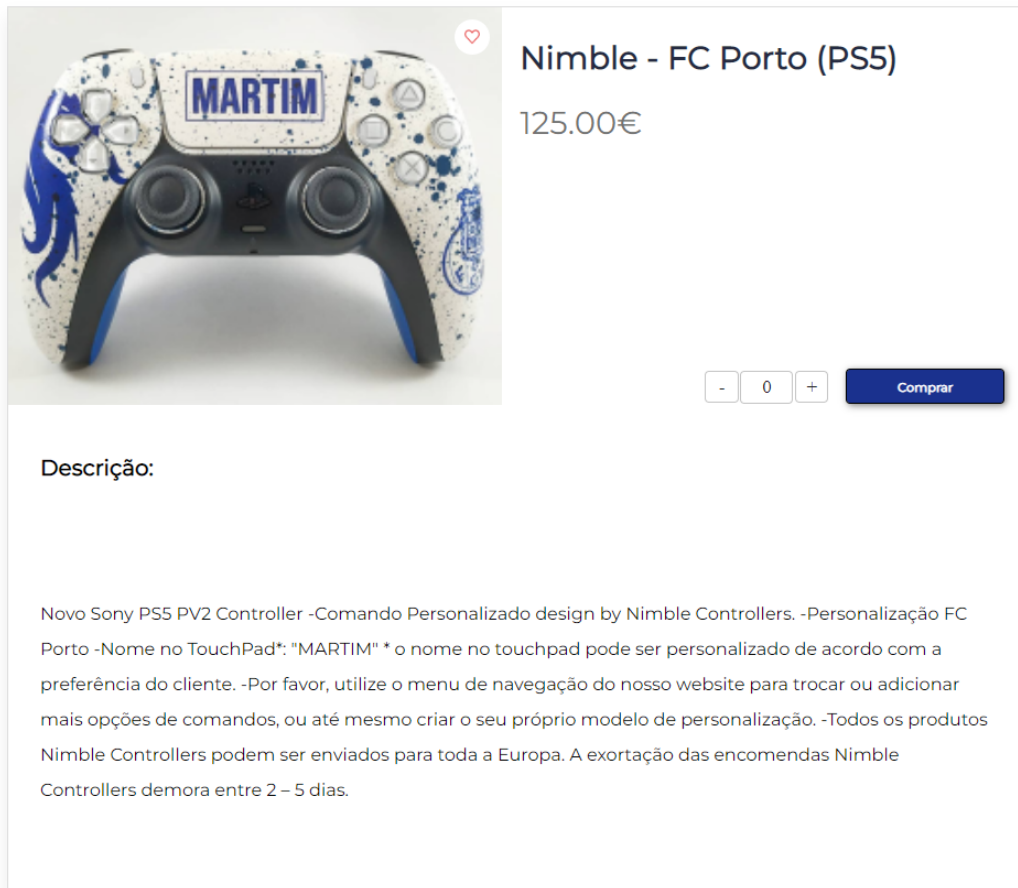 MARTIM
Nimble - FC Porto (PS5)
125.00€
- 0 +
Comprar
Descrição:
Novo Sony PS5 PV2 Controller -Comando Personalizado design by Nimble Controllers. -Personalização FC
Porto -Nome no TouchPad*: "MARTIM" * o nome no touchpad pode ser personalizado de acordo com a
preferência do cliente. -Por favor, utilize o menu de navegação do nosso website para trocar ou adicionar
mais opções de comandos, ou até mesmo criar o seu próprio modelo de personalização. -Todos os produtos
Nimble Controllers podem ser enviados para toda a Europa. A exortação das encomendas Nimble
Controllers demora entre 2 – 5 dias.